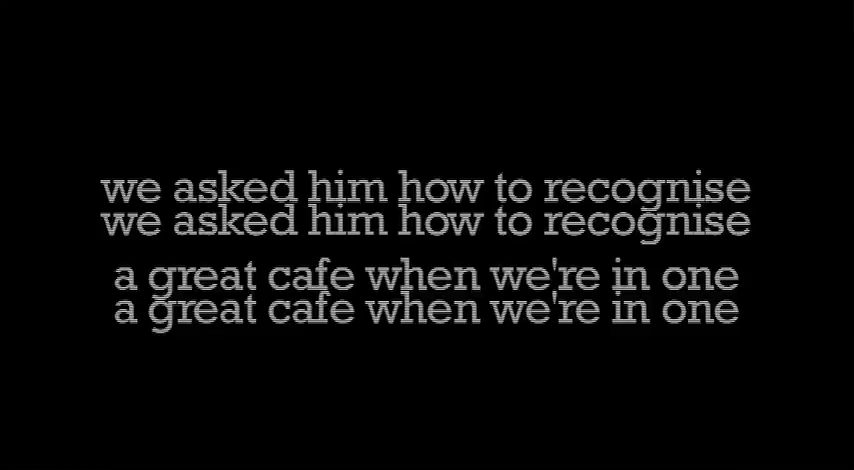 we asked him how to recognise
we asked him how to recognise
a great cafe when we're in one
a great cafe when we're in one